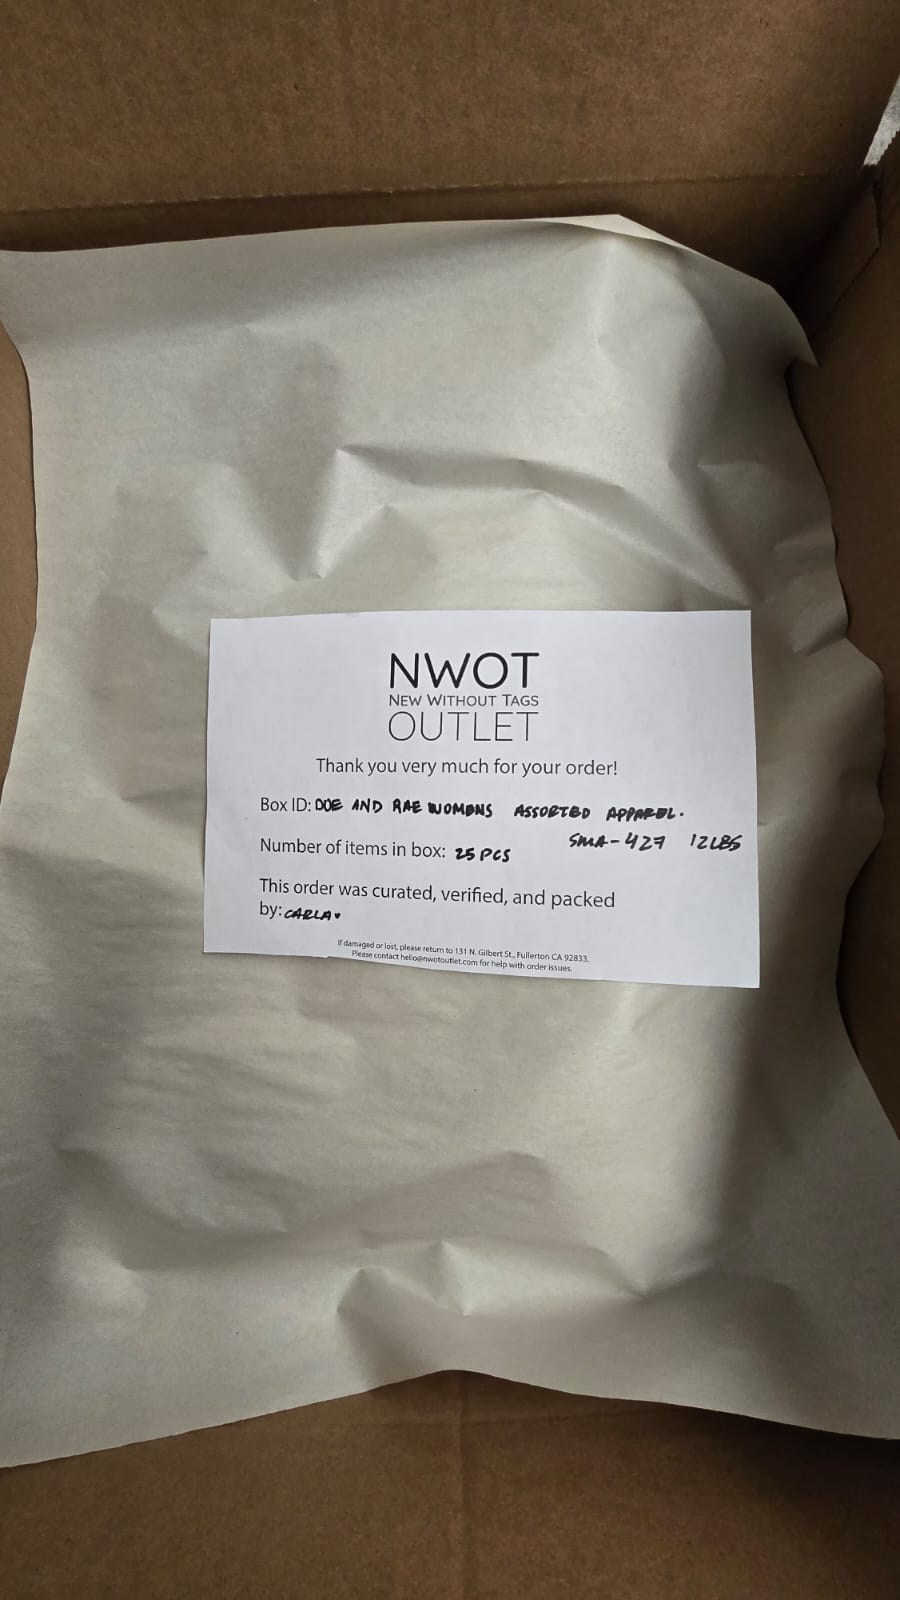 NWOT
NEW WITHOUT TAGS
OUTLET
Thank you very much for your order!
Box ID: DOE AND RAE WOMENS ASSORTED APPAREL.
SMA-427 12LBS
Number of items in box: 25 PCS
This order was curated, verified, and packed
by: CARLA♥
If damaged or lost, please return to 131 N. Gilbert St., Fullerton CA 92833.
Please contact hello@nwotoutlet.com for help with order issues.